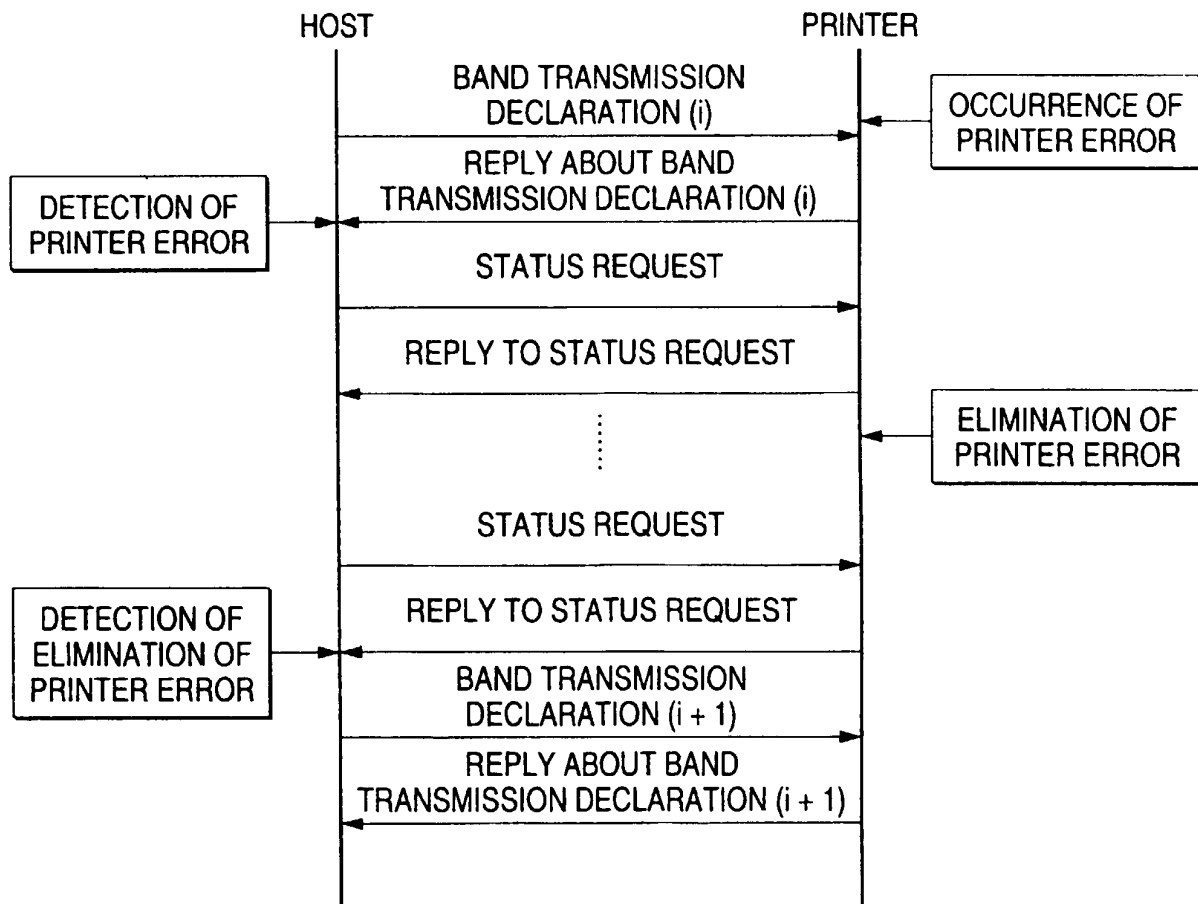 HOST
PRINTER
BAND TRANSMISSION
DECLARATION (i)
OCCURRENCE OF
PRINTER ERROR
REPLY ABOUT BAND
TRANSMISSION DECLARATION (i)
DETECTION OF
PRINTER ERROR
STATUS REQUEST
REPLY TO STATUS REQUEST
ELIMINATION OF
PRINTER ERROR
STATUS REQUEST
REPLY TO STATUS REQUEST
DETECTION OF
ELIMINATION OF
PRINTER ERROR
BAND TRANSMISSION
DECLARATION (i + 1)
REPLY ABOUT BAND
TRANSMISSION DECLARATION (i + 1)